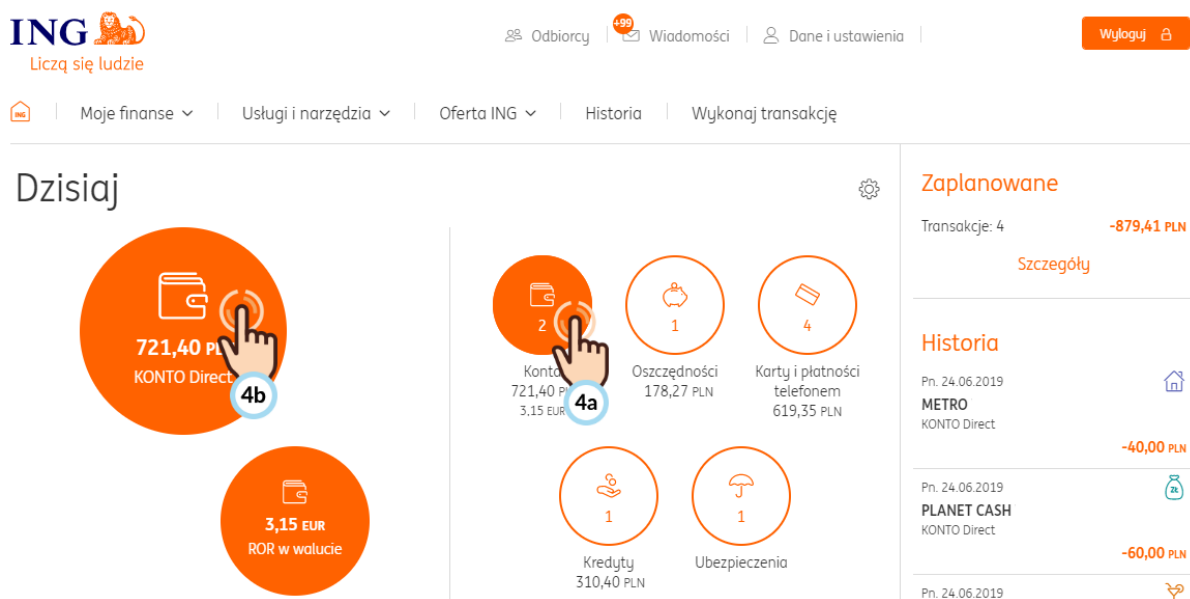 ING
Liczą się ludzie
Odbiorcy
+99
Wiadomości
Dane i ustawienia
Wyloguj
ING
Moje finanse
Usługi i narzędzia
Oferta ING
Historia
Wykonaj transakcję
Dzisiaj
721,40
KONTO Direct
4b
3,15 EUR
ROR w walucie
2
721,40
3,15 EUR
4a
1
Oszczędności
178,27 PLN
4
Karty i płatności
telefonem
619,35 PLN
1
Kredyty
310,40 PLN
1
Ubezpieczenia
Zaplanowane
Transakcje: 4
-879,41 PLN
Szczegóły
Historia
Pn. 24.06.2019
METRO
KONTO Direct
-40,00 PLN
Pn. 24.06.2019
zł
PLANET CASH
KONTO Direct
-60,00 PLN
Pn. 24.06.2019